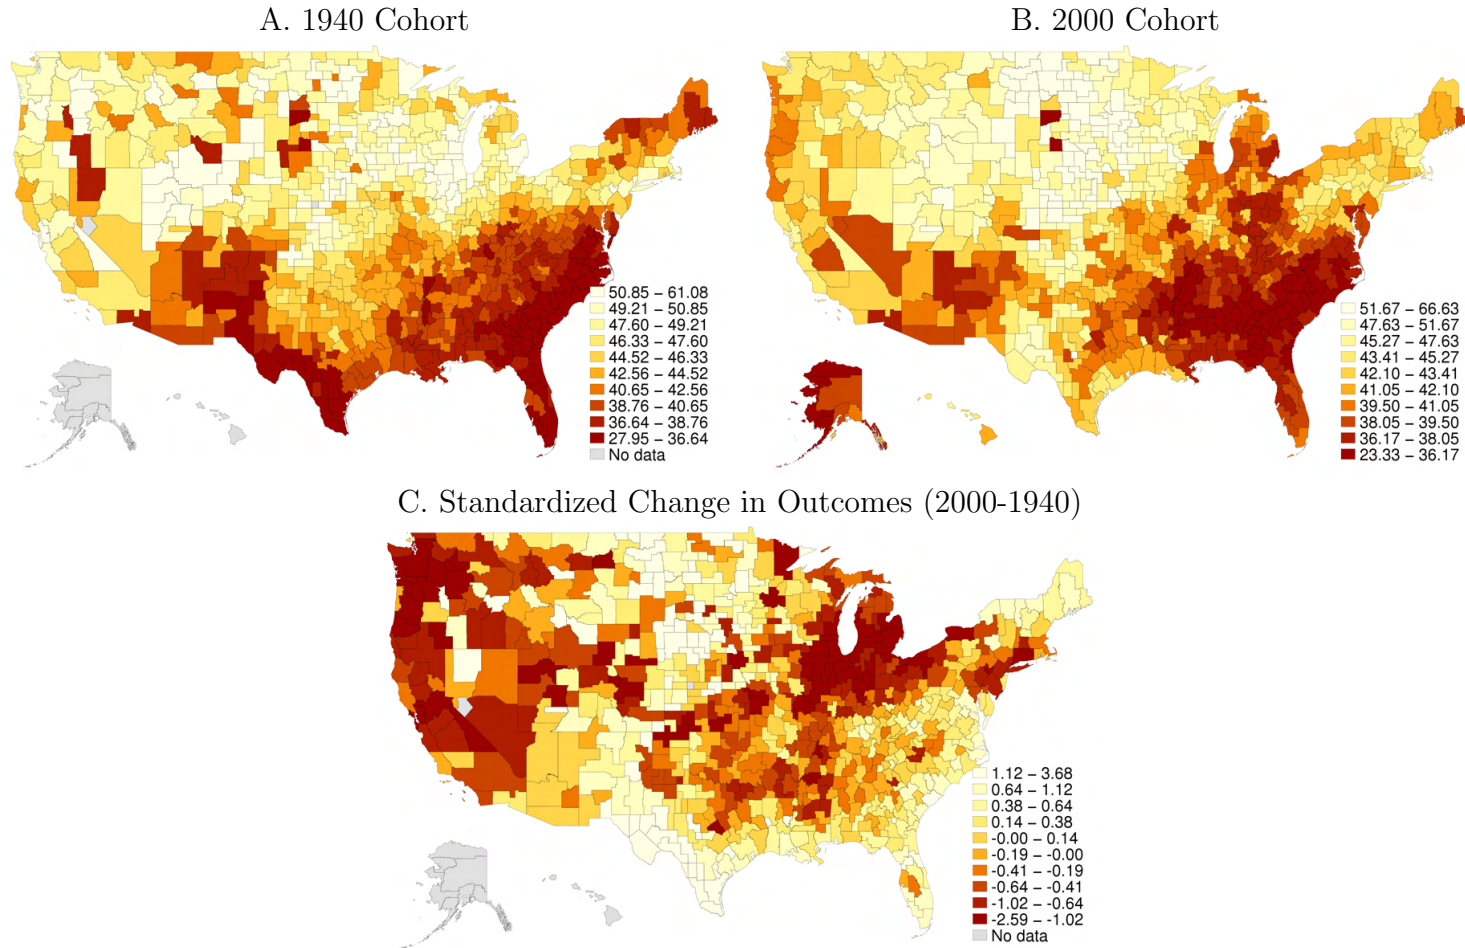 A. 1940 Cohort
50.85 – 61.08
49.21 – 50.85
47.60 – 49.21
46.33 – 47.60
44.52 – 46.33
42.56 – 44.52
40.65 – 42.56
38.76 – 40.65
36.64 – 38.76
27.95 – 36.64
No data
B. 2000 Cohort
51.67 – 66.63
47.63 – 51.67
45.27 – 47.63
43.41 – 45.27
42.10 – 43.41
41.05 – 42.10
39.50 – 41.05
38.05 – 39.50
36.17 – 38.05
23.33 – 36.17
C. Standardized Change in Outcomes (2000-1940)
1.12 – 3.68
0.64 – 1.12
0.38 – 0.64
0.14 – 0.38
-0.00 – 0.14
-0.19 – -0.00
-0.41 – -0.19
-0.64 – -0.41
-1.02 – -0.64
-2.59 – -1.02
No data